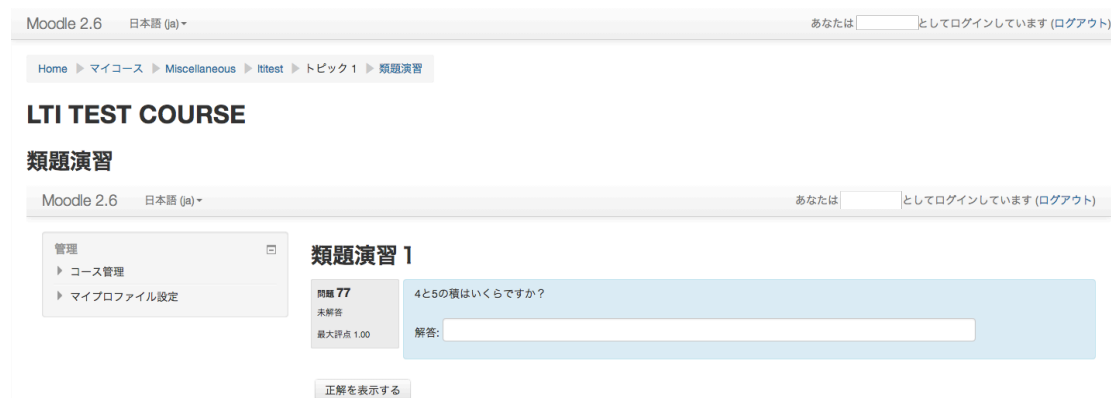 Moodle 2.6 日本語 (ja) あなたは としてログインしています (ログアウト)
Home マイコース Miscellaneous ltitest トピック 1 類題演習
LTI TEST COURSE
類題演習
Moodle 2.6 日本語 (ja) あなたは としてログインしています (ログアウト)
管理
コース管理
マイプロファイル設定
類題演習 1
問題 77
未解答
最大評点 1.00
4と5の積はいくらですか？
解答:
正解を表示する